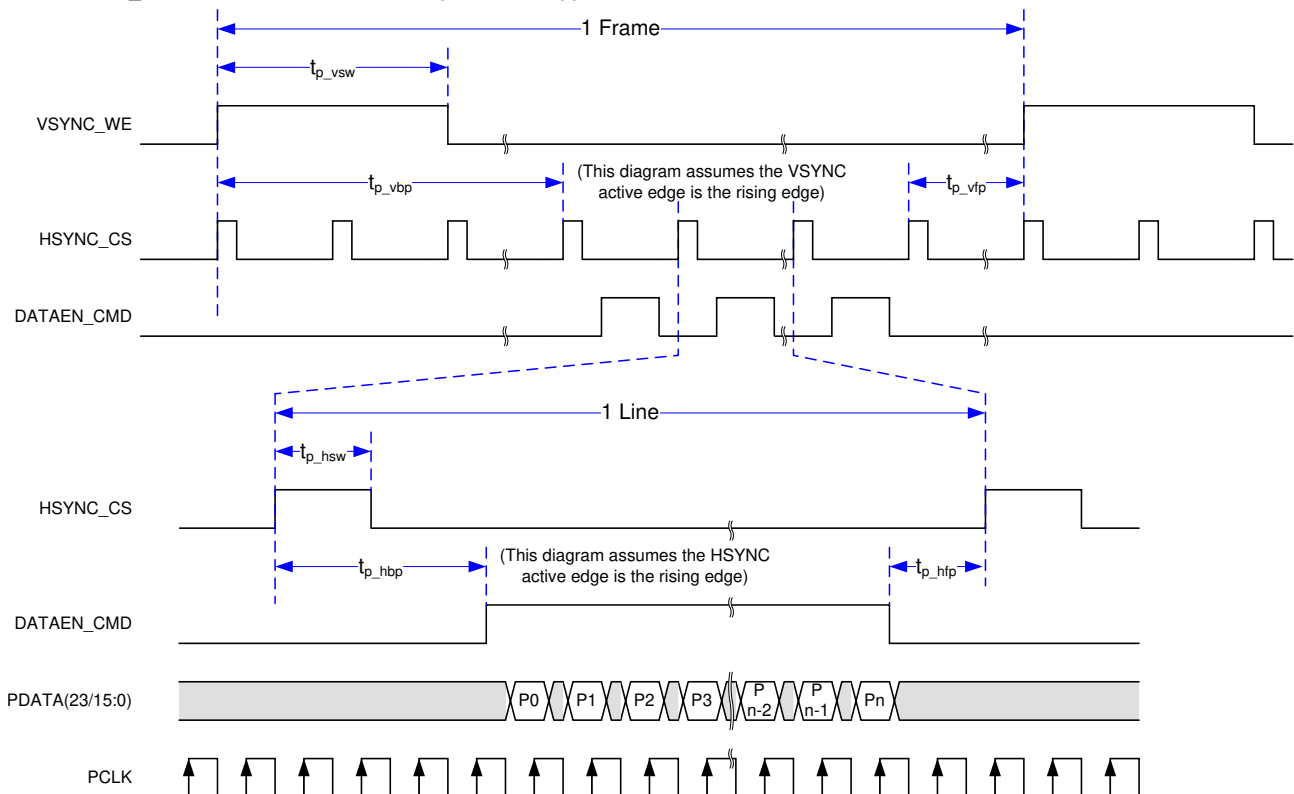 1 Frame
tp_vsw
VSYNC_WE
(This diagram assumes the VSYNC
active edge is the rising edge)
tp_vbp
tp_vfp
HSYNC_CS
DATAEN_CMD
1 Line
tp_hsw
HSYNC_CS
(This diagram assumes the HSYNC
active edge is the rising edge)
tp_hbp
tp_hfp
DATAEN_CMD
PDATA(23/15:0)
P0
P1
P2
P3
P
n-2
P
n-1
Pn
PCLK